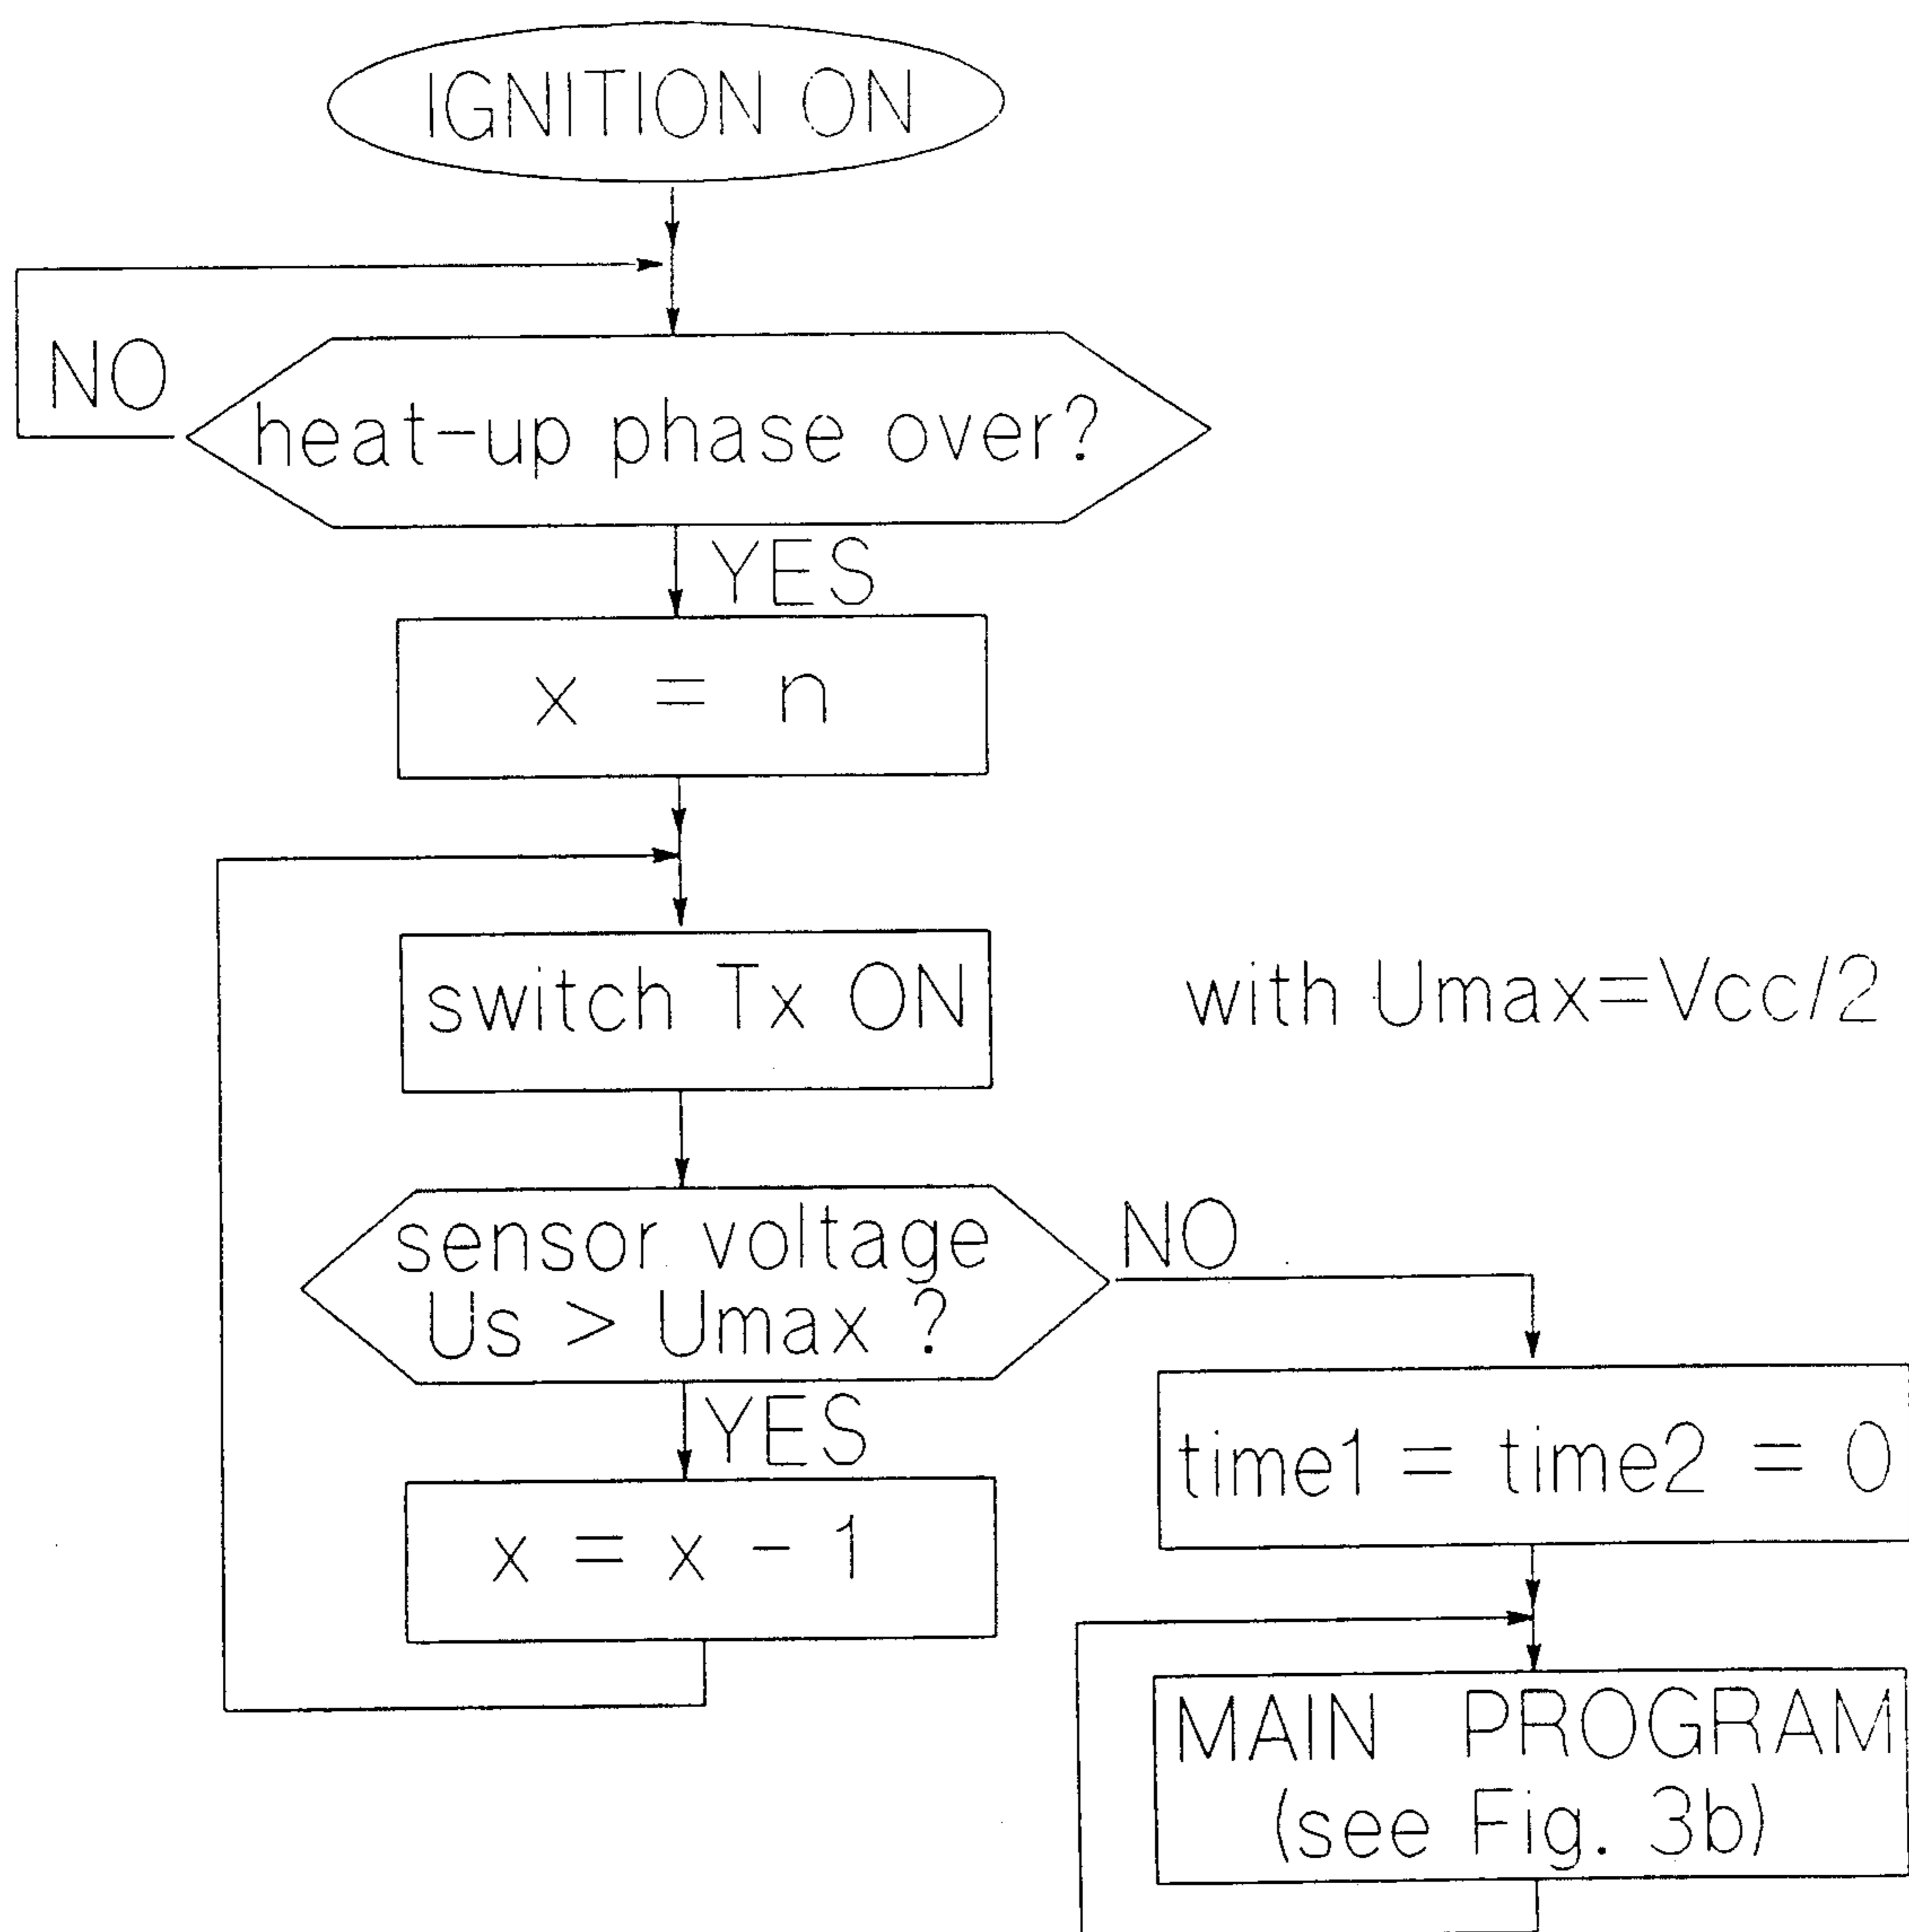 IGNITION ON
NO
heat-up phase over?
YES
x = n
switch Tx ON
with Umax=Vcc/2
sensor voltage
Us > Umax ?
NO
YES
x = x - 1
time1 = time2 = 0
MAIN PROGRAM
(see Fig. 3b)